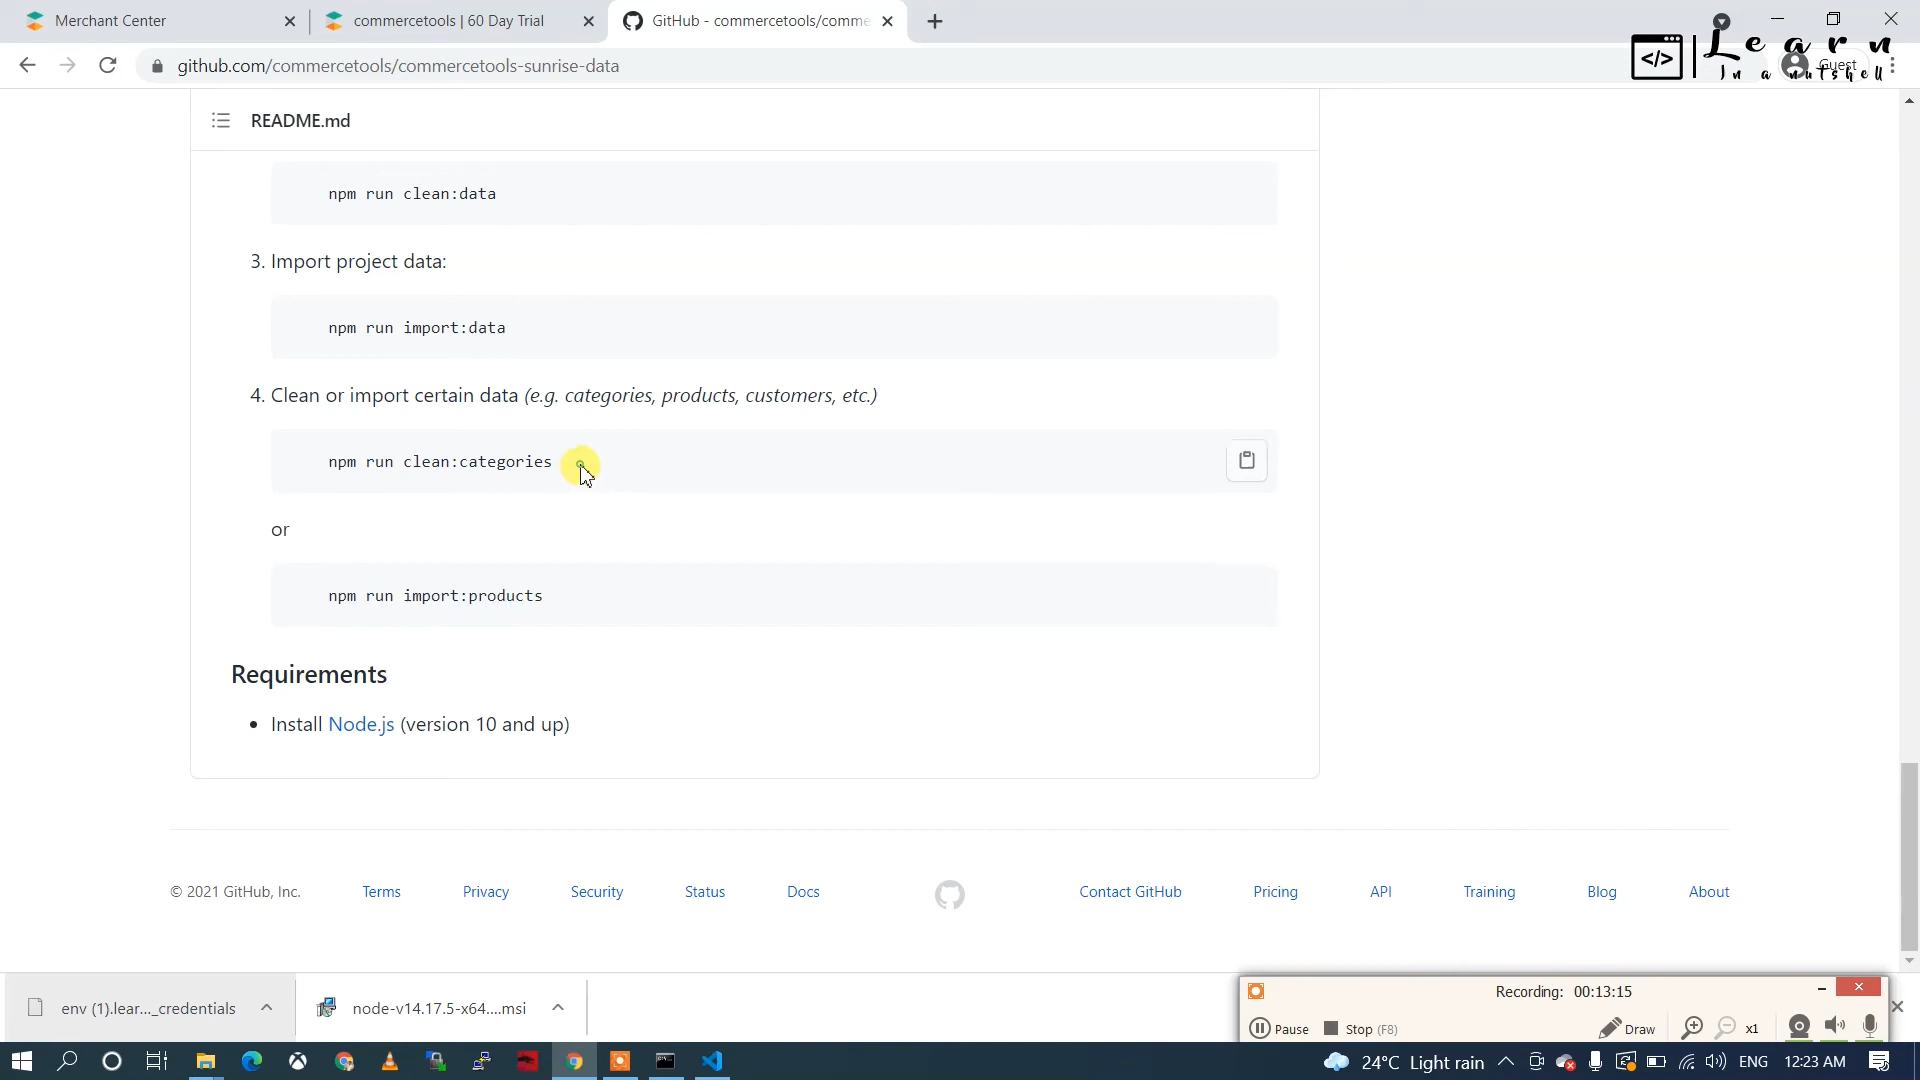 Merchant Center
commercetools | 60 Day Trial
GitHub - commercetools/comme
github.com/commercetools/commercetools-sunrise-data
</> | Learn
In a nutshell
Guest
README.md
npm run clean:data
3. Import project data:
npm run import:data
4. Clean or import certain data (e.g. categories, products, customers, etc.)
npm run clean:categories
or
npm run import:products
Requirements
• Install Node.js (version 10 and up)
© 2021 GitHub, Inc. Terms Privacy Security Status Docs Contact GitHub Pricing API Training Blog About
env (1).lear..._credentials
node-v14.17.5-x64....msi
Recording: 00:13:15
Pause Stop (F8) Draw x1
24°C Light rain ENG 12:23 AM